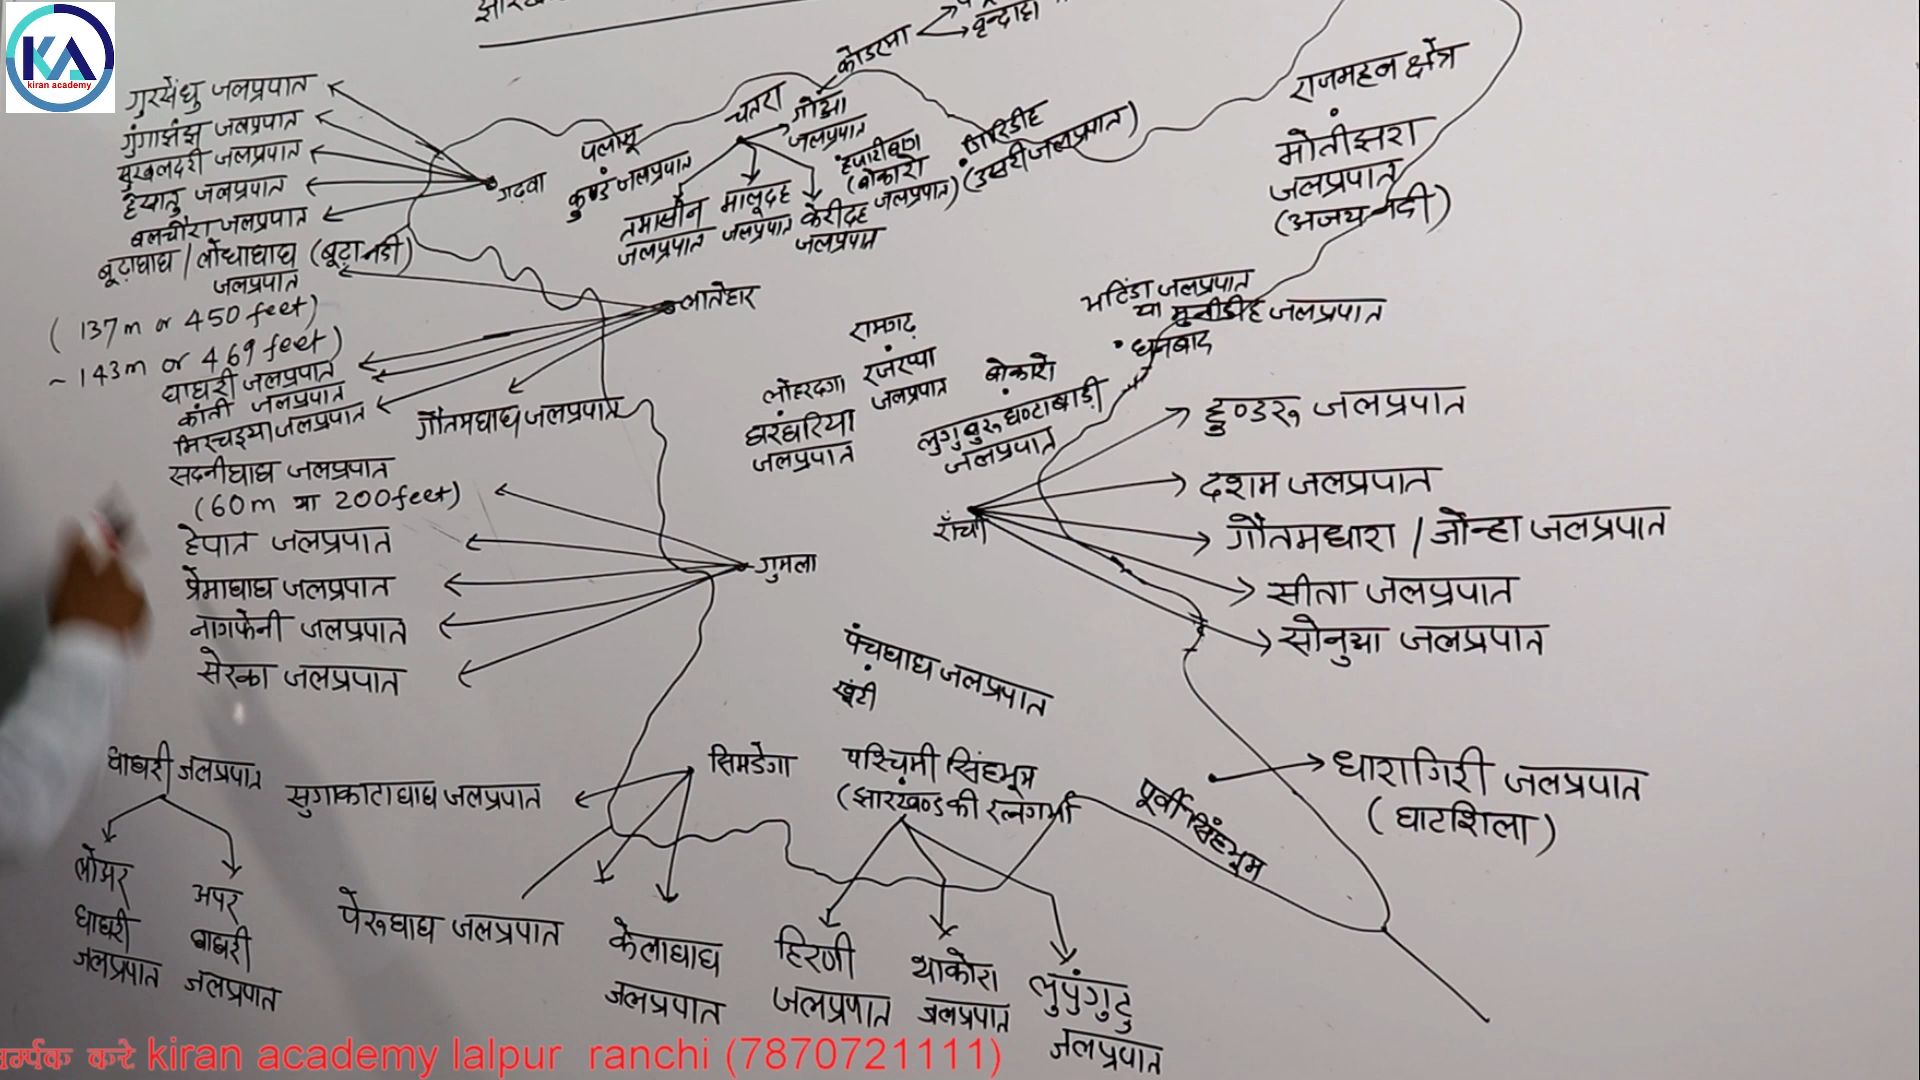 KA
kiran academy
कोडरमा
वृन्दाहा
गुरसेंधु जलप्रपात
गुंगाझंझ जलप्रपात
सुखलदरी जलप्रपात
हेयातु जलप्रपात
बलचौरा जलप्रपात
गढ़वा
बूढ़ाघाघ / लोधाघाघ (बूढ़ा नदी)
जलप्रपात
(137m or 450 feet)
~ 143m or 469 feet)
घाघरी जलप्रपात
कांती जलप्रपात
मिरचइया जलप्रपात
लातेहार
गौतमघाघ जलप्रपात
पलामू
कुण्ड जलप्रपात
चतरा
गोआ
जलप्रपात
तमासीन
जलप्रपात
मालूदह
जलप्रपात
केरीदह
जलप्रपात
हजारीबाग
(बोकारो
जलप्रपात)
गिरिडीह
(उसरी जलप्रपात)
राजमहल क्षेत्र
मोतीझरा
जलप्रपात
(अजय नदी)
भटिंडा जलप्रपात
या मुनीडीह जलप्रपात
धनबाद
रामगढ़
रजरप्पा
जलप्रपात
लोहरदगा
घरघरिया
जलप्रपात
बोकारो
लुगु बुरू घण्टाबाड़ी
जलप्रपात
राँची
हुण्डरू जलप्रपात
दशम जलप्रपात
गौतमधारा / जोन्हा जलप्रपात
सीता जलप्रपात
सोनुआ जलप्रपात
सदनीघाघ जलप्रपात
(60m या 200feet)
हेपात जलप्रपात
प्रेमाघाघ जलप्रपात
नागफेनी जलप्रपात
सेरका जलप्रपात
गुमला
पंचघाघ जलप्रपात
खूंटी
घाघरी जलप्रपात
लोअर
घाघरी
जलप्रपात
अपर
घाघरी
जलप्रपात
सिमडेगा
सुगाकाटाघाघ जलप्रपात
पेरूघाघ जलप्रपात
केलाघाघ
जलप्रपात
पश्चिमी सिंहभूम
(झारखण्ड की रत्नगर्भा
हिरणी
जलप्रपात
थाकोरा
जलप्रपात
लुपुंगुटु
जलप्रपात
पूर्वी सिंहभूम
धारागिरी जलप्रपात
(घाटशिला)
करे kiran academy lalpur ranchi (7870721111)